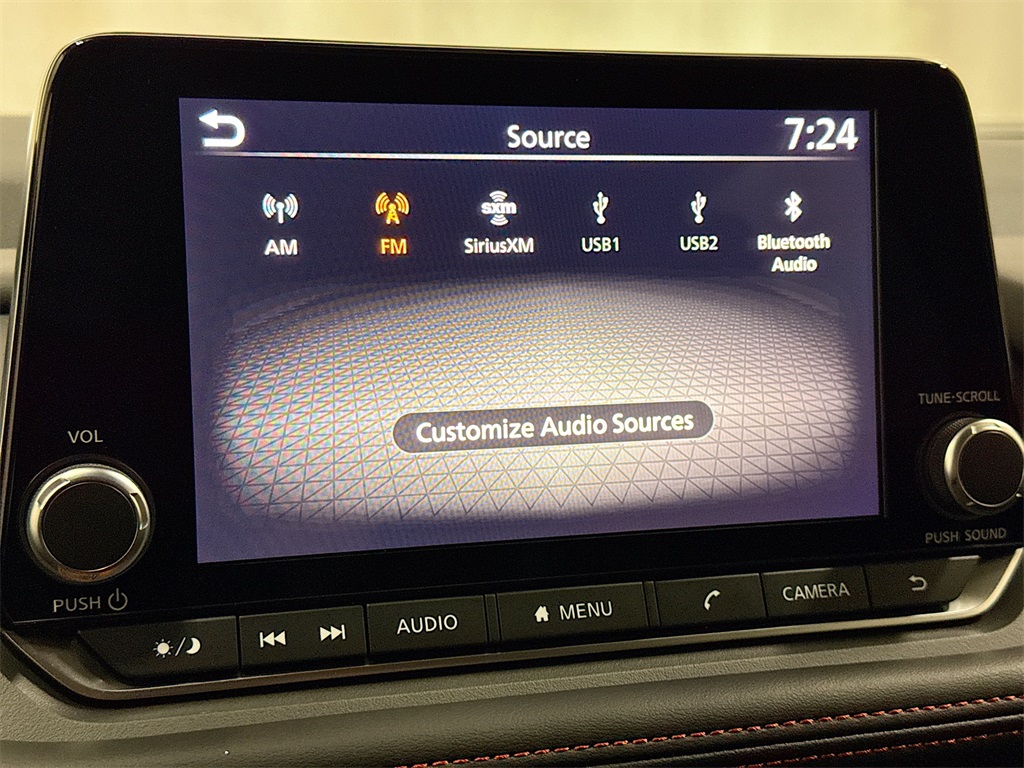 Source
7:24
AM
FM
sxm
SiriusXM
USB1
USB2
Bluetooth
Audio
Customize Audio Sources
VOL
PUSH
TUNE·SCROLL
PUSH SOUND
AUDIO
MENU
CAMERA